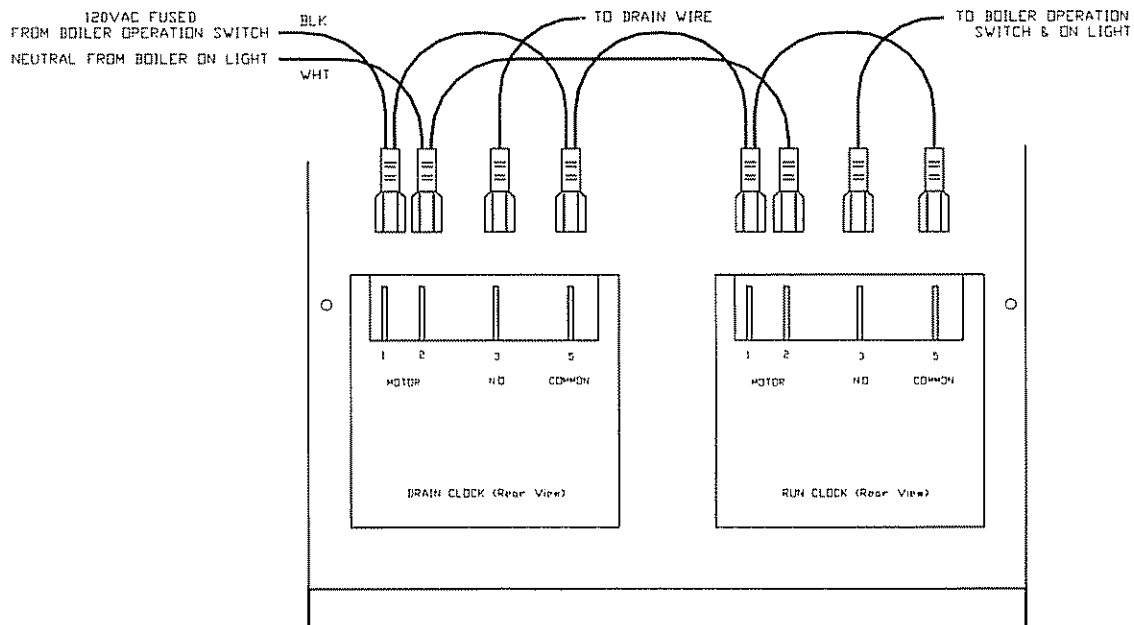 120VAC FUSED
FROM BOILER OPERATION SWITCH
BLK
NEUTRAL FROM BOILER ON LIGHT
WHT
TO DRAIN WIRE
TO BOILER OPERATION
SWITCH & ON LIGHT
1 2 3 5
MOTOR NO COMMON
DRAIN CLOCK (Rear View)
1 2 3 5
MOTOR NO COMMON
RUN CLOCK (Rear View)